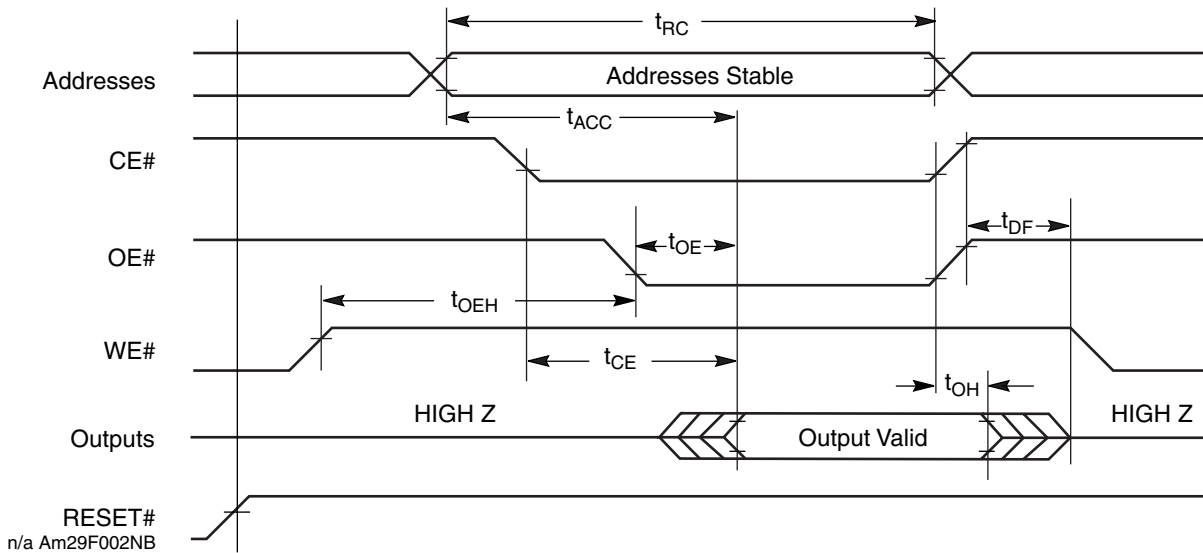 tRC
Addresses
Addresses Stable
tACC
CE#
tDF
OE#
tOE
tOEH
WE#
tCE
tOH
HIGH Z
HIGH Z
Outputs
Output Valid
RESET#
n/a Am29F002NB